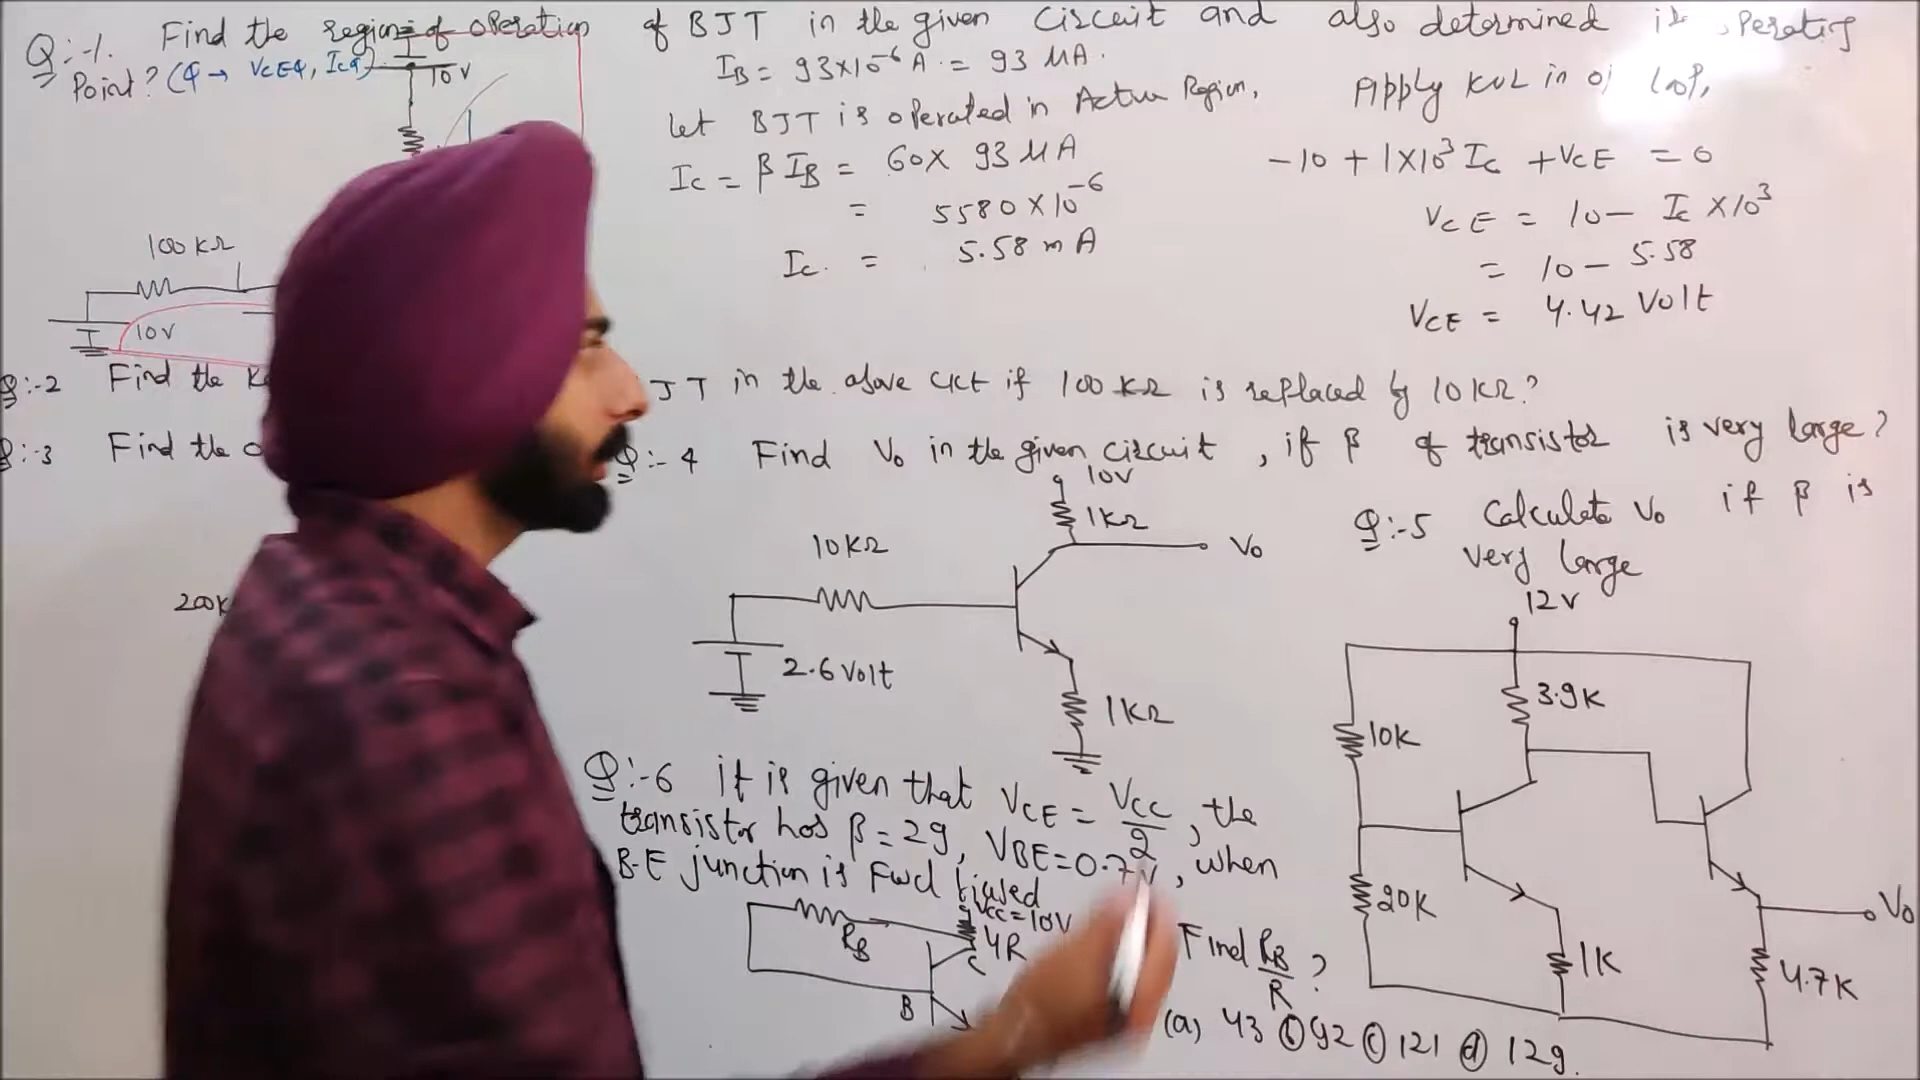 Q:-1. Find the region of operation of BJT in the given circuit and also determined it
Point? (Q → VCEQ, ICQ)
10V
IB = 93×10⁻⁶ A = 93 μA.
Let BJT is operated in Active Region,
IC = β IB = 60 × 93 μA
= 5580×10⁻⁶
IC = 5.58 m A
Apply KVL in o/ loop,
-10 + 1×10³ IC + VCE = 0
VCE = 10 - IC ×10³
= 10 - 5.58
VCE = 4.42 Volt
100 KΩ
10V
Q:-2 Find the JT in the above ckt if 100 KΩ is replaced by 10 KΩ?
Q:-3 Find the
200K
Q:-4 Find Vo in the given circuit, if β of transistor is very large?
10V
1KΩ
Vo
10KΩ
2.6 Volt
1KΩ
Q:-5 Calculate Vo if β is
very large
12V
3.9K
10K
20K
1K
4.7K
Vo
Q:-6 it is given that VCE = VCC/2, the
transistor has β = 29, VBE = 0.7V, when
B-E junction is Fwd biased
VCC = 10V
RB
4R
C
B
Find RB/R ?
(a) 43 (b) 92 (c) 121 (d) 129.